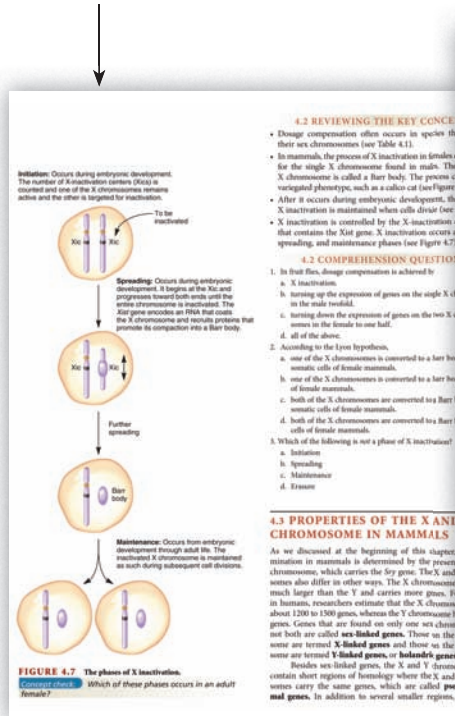 Initiation: Occurs during embryonic development.
The number of X-inactivation centers (Xics) is
counted and one of the X chromosomes remains
active and the other is targeted for inactivation.
To be
inactivated
Xic
Xic
Spreading: Occurs during embryonic
development. It begins at the Xic and
progresses toward both ends until the
entire chromosome is inactivated. The
Xist gene encodes an RNA that coats
the X chromosome and recruits proteins that
promote its compaction into a Barr body.
Xic
Xic
Further
spreading
Barr
body
Maintenance: Occurs from embryonic
development through adult life. The
inactivated X chromosome is maintained
as such during subsequent cell divisions.
FIGURE 4.7 The phases of X inactivation.
Concept check: Which of these phases occurs in an adult
female?
4.2 REVIEWING THE KEY
• Dosage compensation often occurs in species
their sex chromosomes (see Table 4.1).
• In mammals, the process of X inactivation in females
for the single X chromosome found in males. The
X chromosome is called a Barr body. The process
variegated phenotype, such as a calico cat (see Figure
• After it occurs during embryonic development, the
X inactivation is maintained when cells divide (see
• X inactivation is controlled by the X-inactivation
that contains the Xist gene. X inactivation occurs
spreading, and maintenance phases (see Figure 4.7
4.2 COMPREHENSION
1. In fruit flies, dosage compensation is achieved by
a. X inactivation.
b. turning up the expression of genes on the single X
in the male twofold.
c. turning down the expression of genes on the two X
somes in the female to one half.
d. all of the above.
2. According to the Lyon hypothesis,
a. one of the X chromosomes is converted to a Barr
somatic cells of female mammals.
b. one of the X chromosomes is converted to a Barr
of female mammals.
c. both of the X chromosomes are converted to a Barr
somatic cells of female mammals.
d. both of the X chromosomes are converted to a Barr
cells of female mammals.
3. Which of the following is not a phase of X inactivation?
a. Initiation
b. Spreading
c. Maintenance
d. Erasure
4.3 PROPERTIES OF THE X
CHROMOSOME IN MAMMALS
As we discussed at the beginning of this chapter,
mination in mammals is determined by the
chromosome, which carries the Sry gene. The X and
somes also differ in other ways. The X chromosome
much larger than the Y and carries more genes.
in humans, researchers estimate that the X
about 1200 to 1500 genes, whereas the Y chromosome
genes. Genes that are found on only one sex
not both are called sex-linked genes. Those on the
some are termed X-linked genes and those on the
some are termed Y-linked genes, or holandric
Besides sex-linked genes, the X and Y
contain short regions of homology where the X and
somes carry the same genes, which are called
mal genes. In addition to several smaller regions,